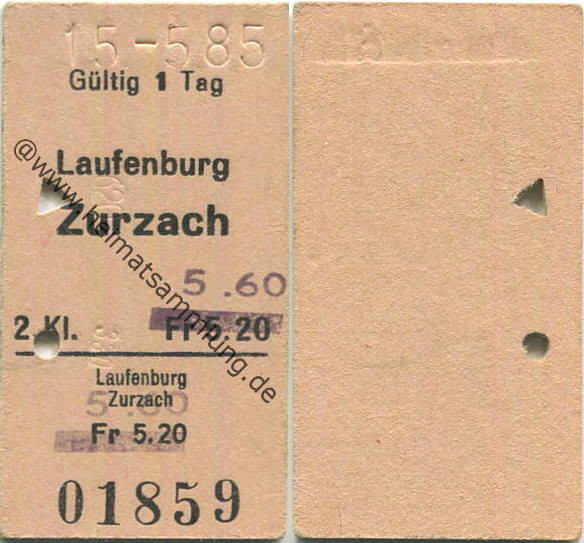 15-585
Gültig 1 Tag
Laufenburg
Zurzach
5.60
2. Kl. Fr 5.20
Laufenburg
Zurzach
5.60
Fr 5.20
01859
@www.heimatsammlung.de